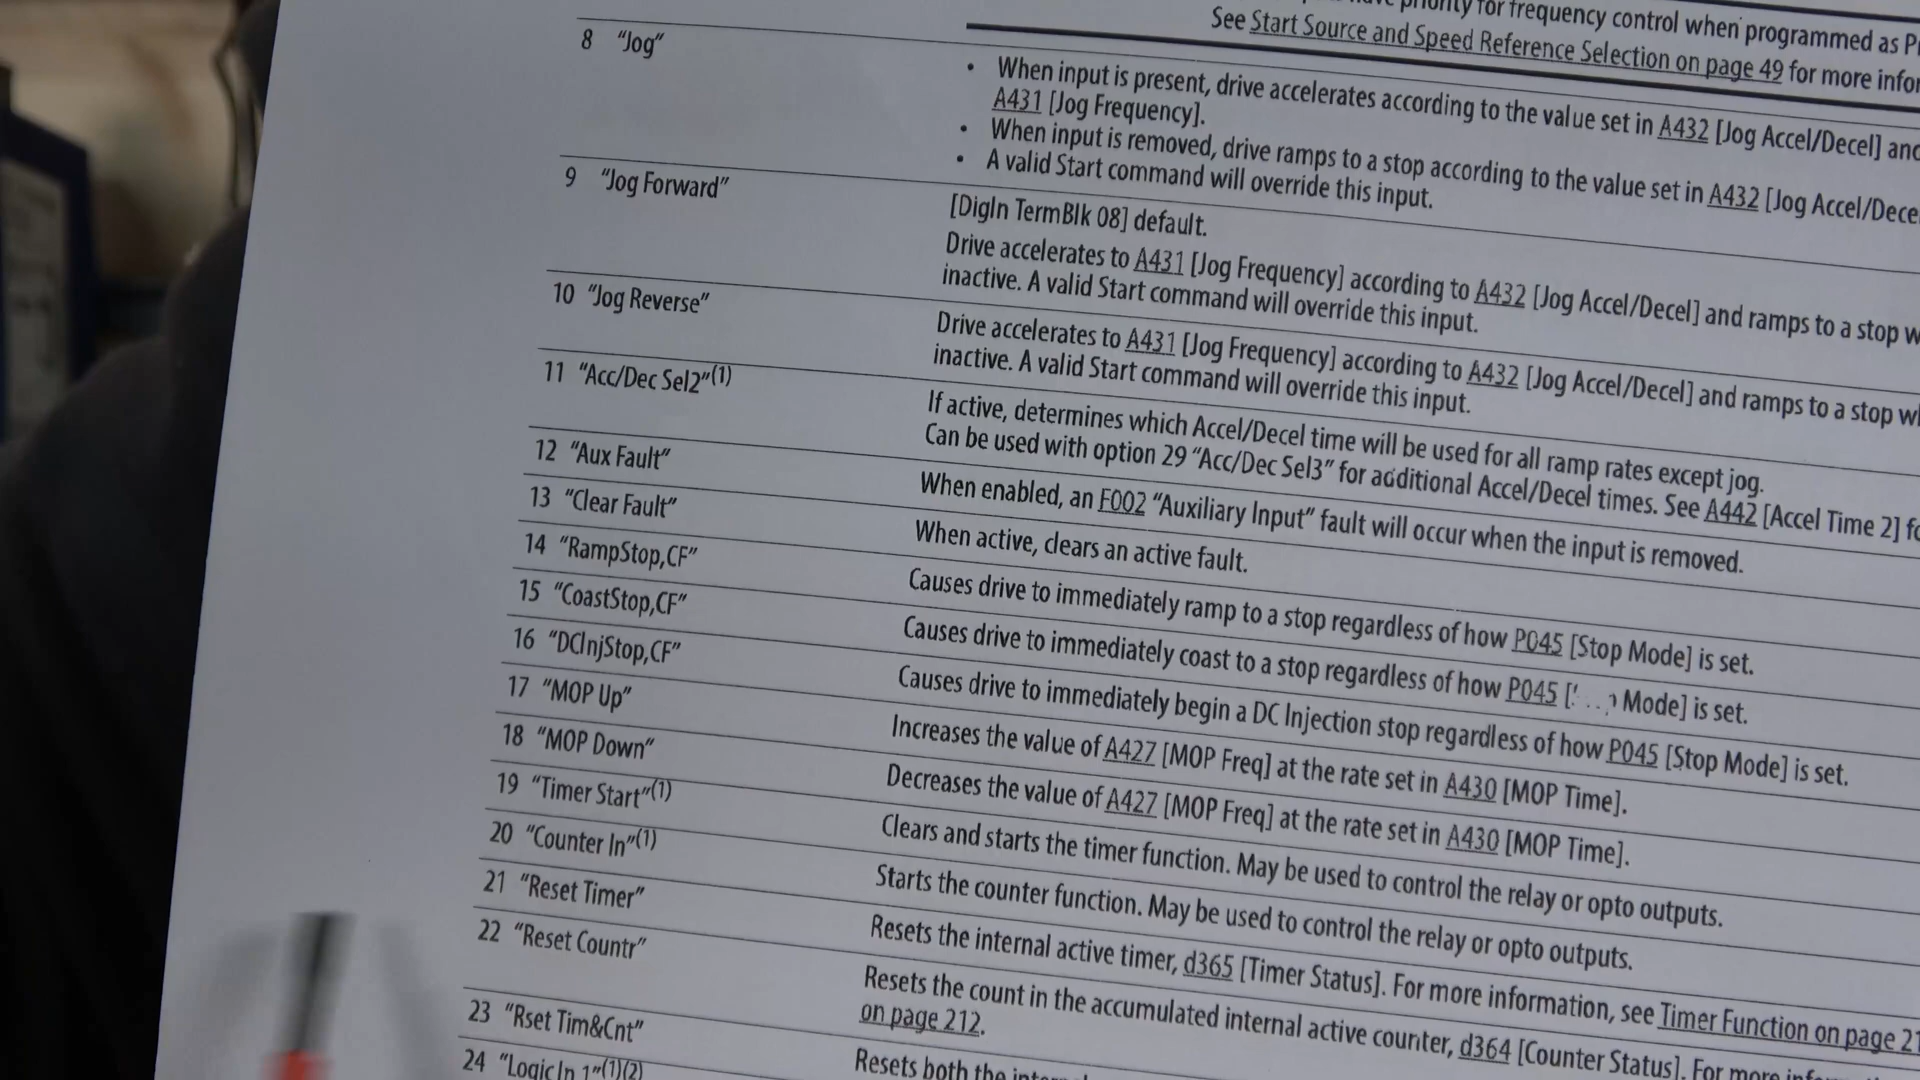 priority for frequency control when programmed as
See Start Source and Speed Reference Selection on page 49 for more
8 "Jog"
• When input is present, drive accelerates according to the value set in A432 [Jog Accel/Decel] and
A431 [Jog Frequency].
• When input is removed, drive ramps to a stop according to the value set in A432 [Jog
• A valid Start command will override this input.
9 "Jog Forward"
[DigIn TermBlk 08] default.
Drive accelerates to A431 [Jog Frequency] according to A432 [Jog Accel/Decel] and ramps to a stop
inactive. A valid Start command will override this input.
10 "Jog Reverse"
Drive accelerates to A431 [Jog Frequency] according to A432 [Jog Accel/Decel] and ramps to a stop
inactive. A valid Start command will override this input.
11 "Acc/Dec Sel2"(1)
If active, determines which Accel/Decel time will be used for all ramp rates except jog.
Can be used with option 29 "Acc/Dec Sel3" for additional Accel/Decel times. See A442 [Accel Time 2]
12 "Aux Fault"
When enabled, an F002 "Auxiliary Input" fault will occur when the input is removed.
13 "Clear Fault"
When active, clears an active fault.
14 "RampStop,CF"
Causes drive to immediately ramp to a stop regardless of how P045 [Stop Mode] is set.
15 "CoastStop,CF"
Causes drive to immediately coast to a stop regardless of how P045 [ Mode] is set.
16 "DCInjStop,CF"
Causes drive to immediately begin a DC Injection stop regardless of how P045 [Stop Mode] is set.
17 "MOP Up"
Increases the value of A427 [MOP Freq] at the rate set in A430 [MOP Time].
18 "MOP Down"
Decreases the value of A427 [MOP Freq] at the rate set in A430 [MOP Time].
19 "Timer Start"(1)
Clears and starts the timer function. May be used to control the relay or opto outputs.
20 "Counter In"(1)
Starts the counter function. May be used to control the relay or opto outputs.
21 "Reset Timer"
Resets the internal active timer, d365 [Timer Status]. For more information, see Timer Function on page
22 "Reset Countr"
Resets the count in the accumulated internal active counter, d364 [Counter Status]. For more
on page 212.
23 "Rset Tim&Cnt"
Resets both the
24 "Logic In 1"(1)(2)